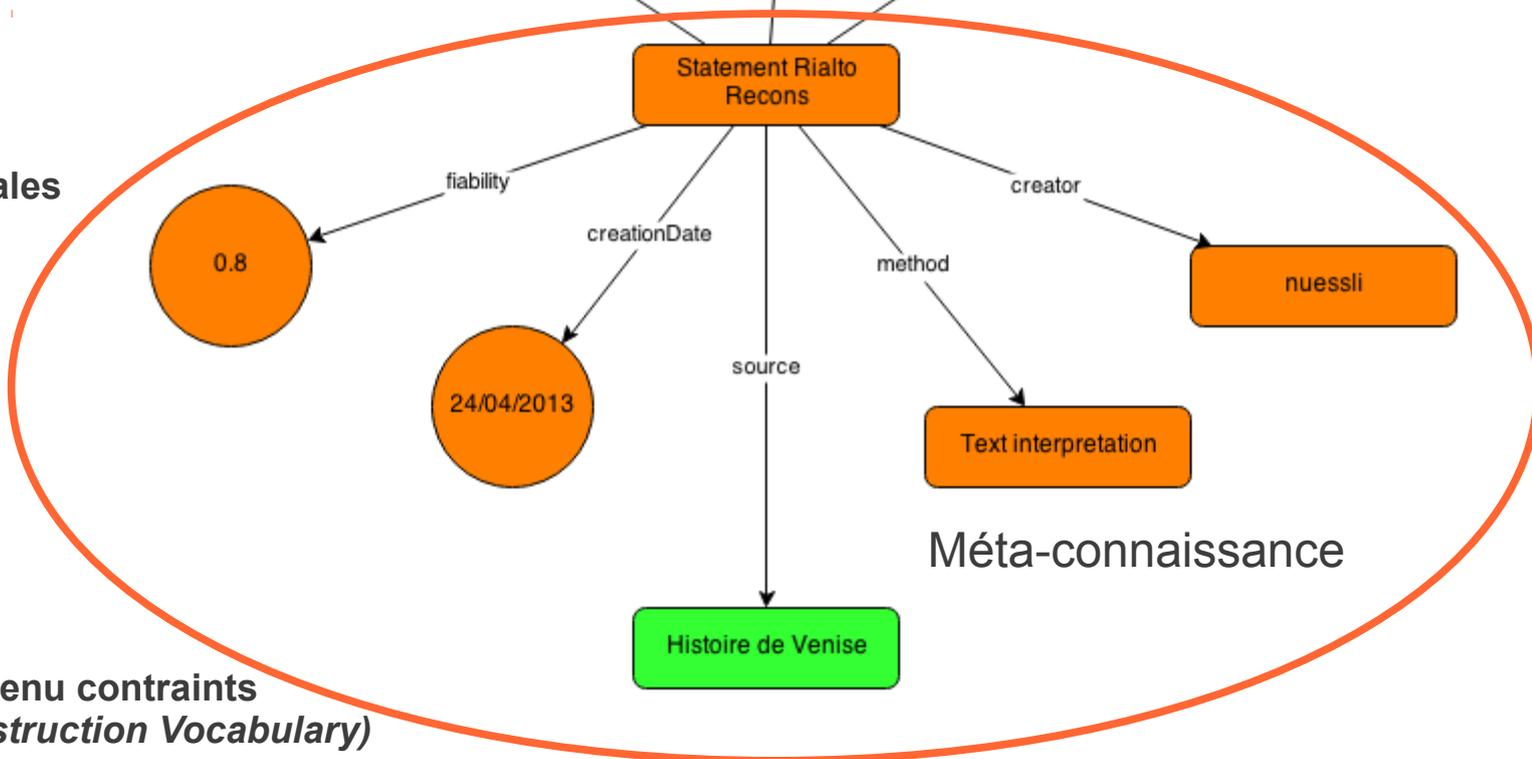 Statement Rialto
Recons
fiability
creator
ales
creationDate
0.8
method
nuessli
source
24/04/2013
Text interpretation
Méta-connaissance
Histoire de Venise
enu contraints
struction Vocabulary)